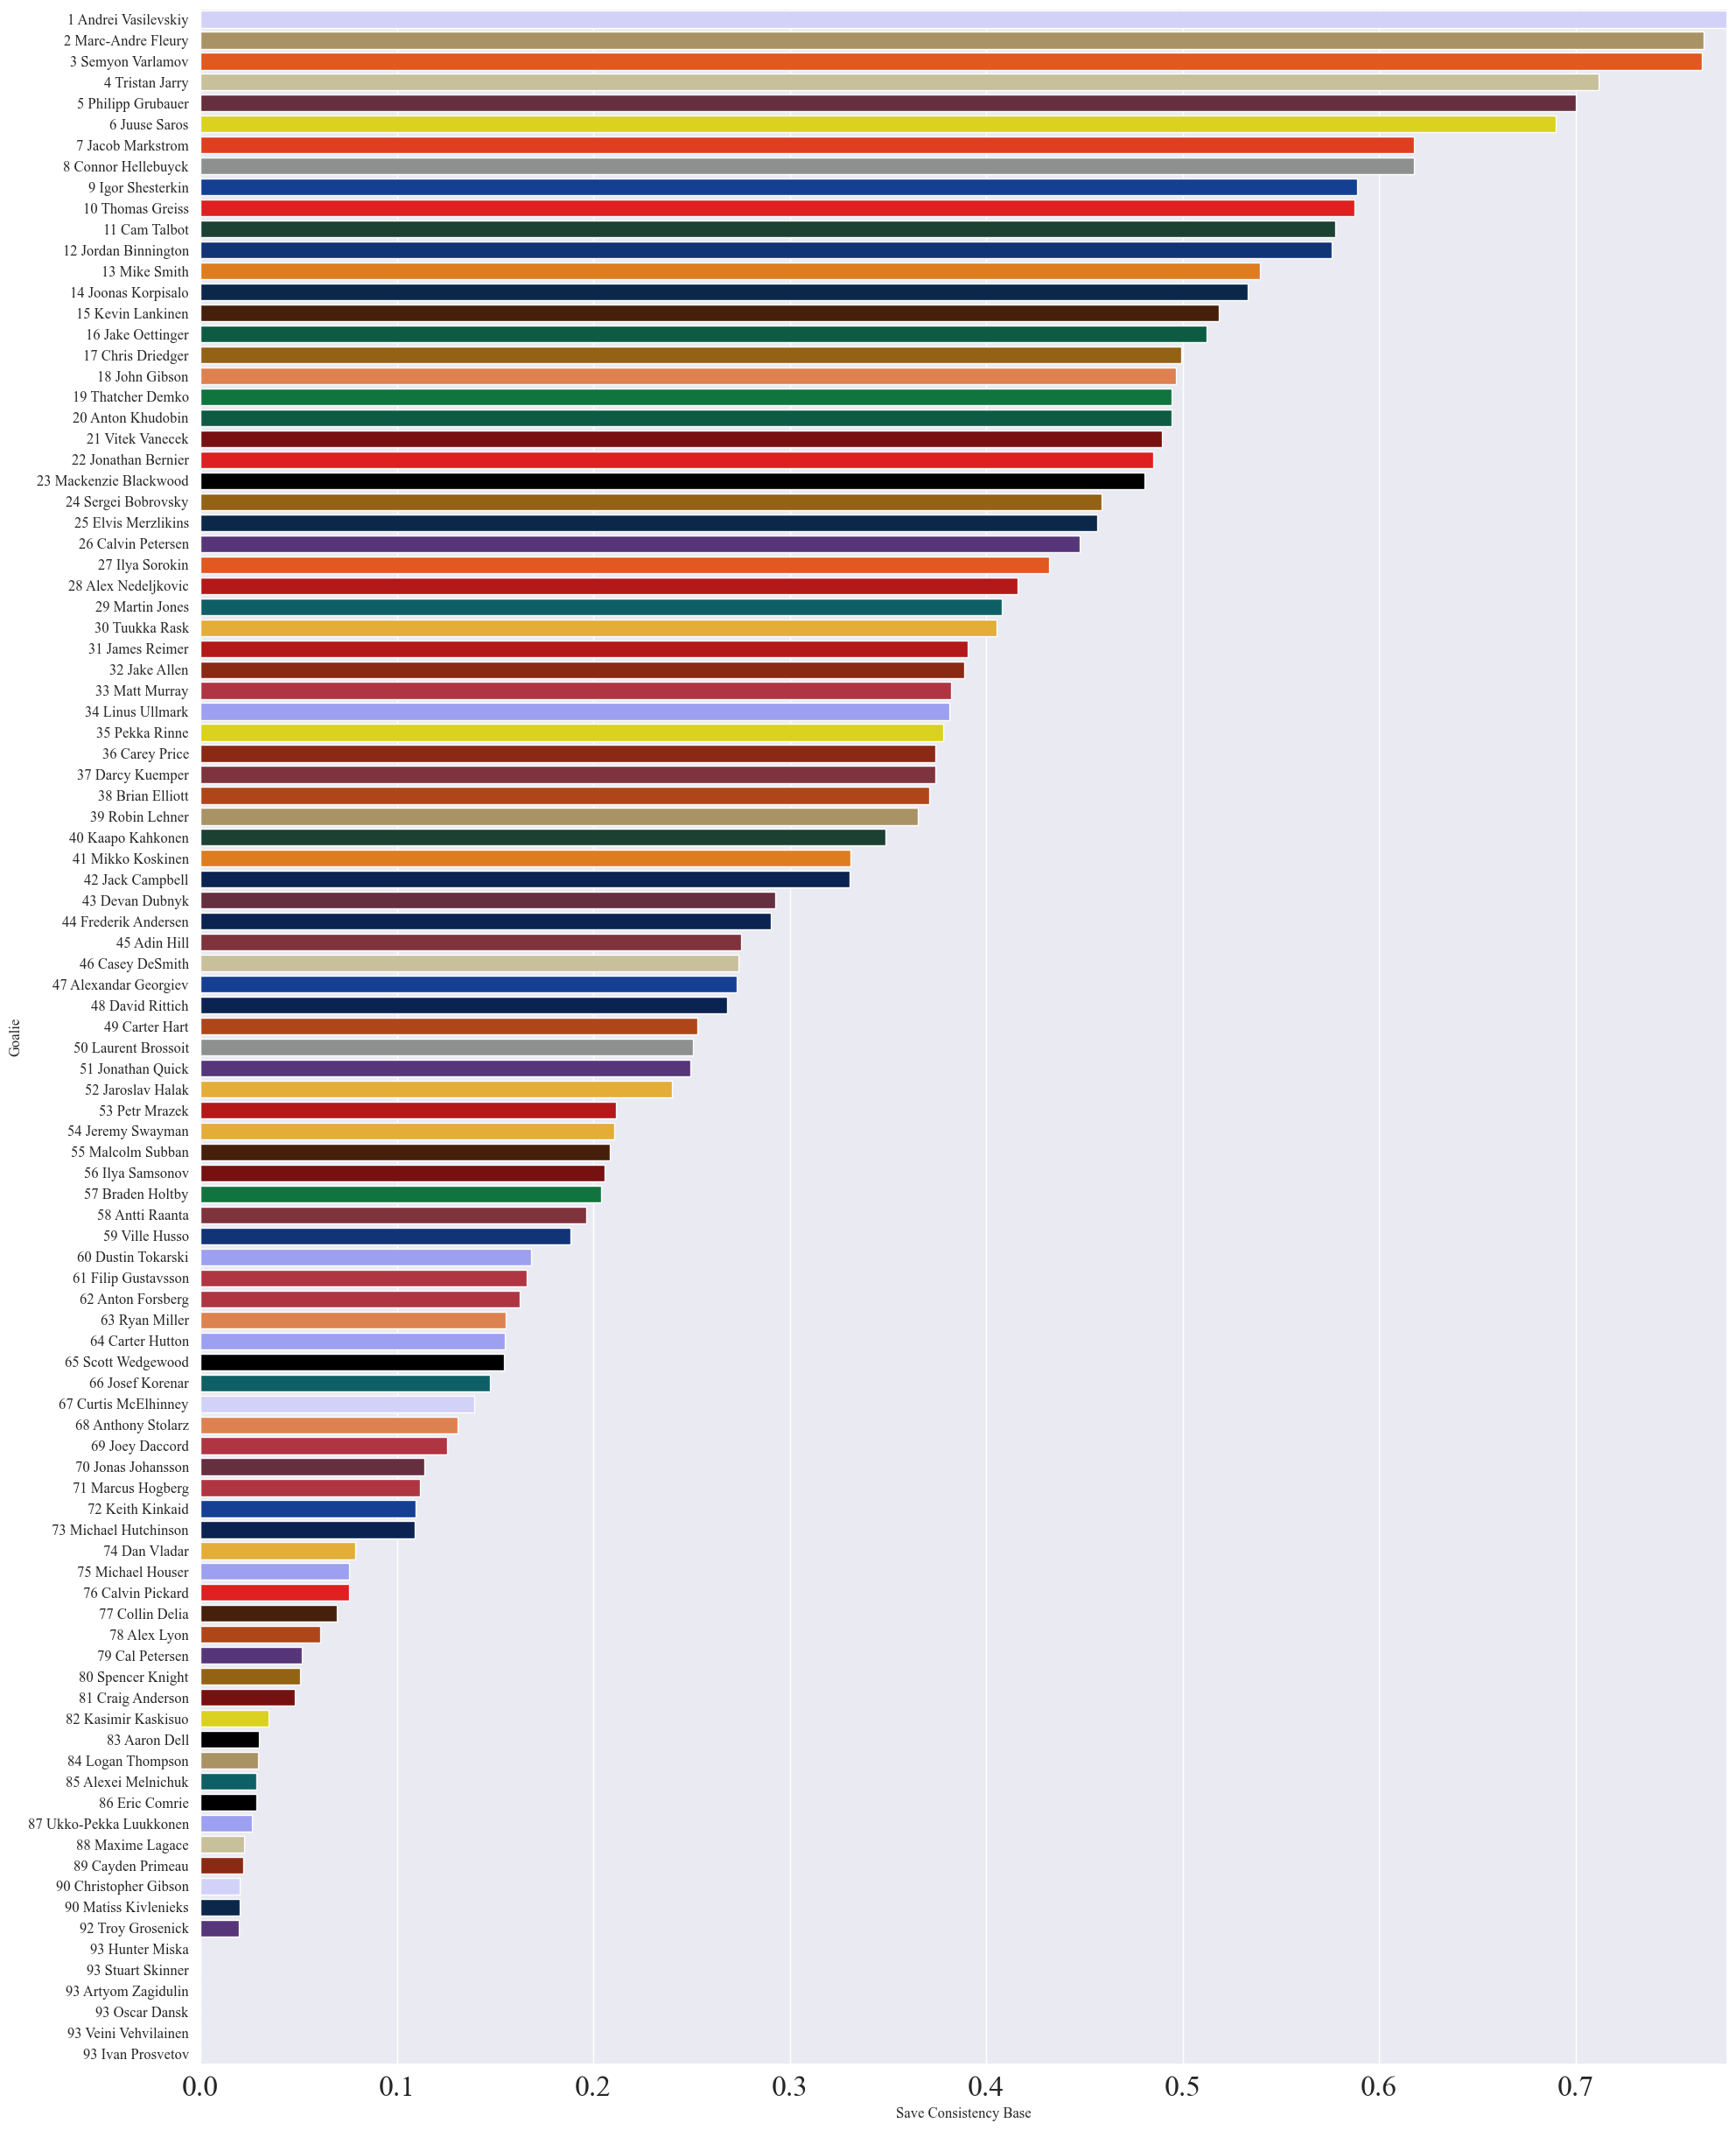 1 Andrei Vasilevskiy
2 Marc-Andre Fleury
3 Semyon Varlamov
4 Tristan Jarry
5 Philipp Grubauer
6 Juuse Saros
7 Jacob Markstrom
8 Connor Hellebuyck
9 Igor Shesterkin
10 Thomas Greiss
11 Cam Talbot
12 Jordan Binnington
13 Mike Smith
14 Joonas Korpisalo
15 Kevin Lankinen
16 Jake Oettinger
17 Chris Driedger
18 John Gibson
19 Thatcher Demko
20 Anton Khudobin
21 Vitek Vanecek
22 Jonathan Bernier
23 Mackenzie Blackwood
24 Sergei Bobrovsky
25 Elvis Merzlikins
26 Calvin Petersen
27 Ilya Sorokin
28 Alex Nedeljkovic
29 Martin Jones
30 Tuukka Rask
31 James Reimer
32 Jake Allen
33 Matt Murray
34 Linus Ullmark
35 Pekka Rinne
36 Carey Price
37 Darcy Kuemper
38 Brian Elliott
39 Robin Lehner
40 Kaapo Kahkonen
41 Mikko Koskinen
42 Jack Campbell
43 Devan Dubnyk
44 Frederik Andersen
45 Adin Hill
46 Casey DeSmith
47 Alexandar Georgiev
48 David Rittich
49 Carter Hart
50 Laurent Brossoit
51 Jonathan Quick
52 Jaroslav Halak
53 Petr Mrazek
54 Jeremy Swayman
55 Malcolm Subban
56 Ilya Samsonov
57 Braden Holtby
58 Antti Raanta
59 Ville Husso
60 Dustin Tokarski
61 Filip Gustavsson
62 Anton Forsberg
63 Ryan Miller
64 Carter Hutton
65 Scott Wedgewood
66 Josef Korenar
67 Curtis McElhinney
68 Anthony Stolarz
69 Joey Daccord
70 Jonas Johansson
71 Marcus Hogberg
72 Keith Kinkaid
73 Michael Hutchinson
74 Dan Vladar
75 Michael Houser
76 Calvin Pickard
77 Collin Delia
78 Alex Lyon
79 Cal Petersen
80 Spencer Knight
81 Craig Anderson
82 Kasimir Kaskisuo
83 Aaron Dell
84 Logan Thompson
85 Alexei Melnichuk
86 Eric Comrie
87 Ukko-Pekka Luukkonen
88 Maxime Lagace
89 Cayden Primeau
90 Christopher Gibson
90 Matiss Kivlenieks
92 Troy Grosenick
93 Hunter Miska
93 Stuart Skinner
93 Artyom Zagidulin
93 Oscar Dansk
93 Veini Vehvilainen
93 Ivan Prosvetov
Goalie
0.0 0.1 0.2 0.3 0.4 0.5 0.6 0.7
Save Consistency Base